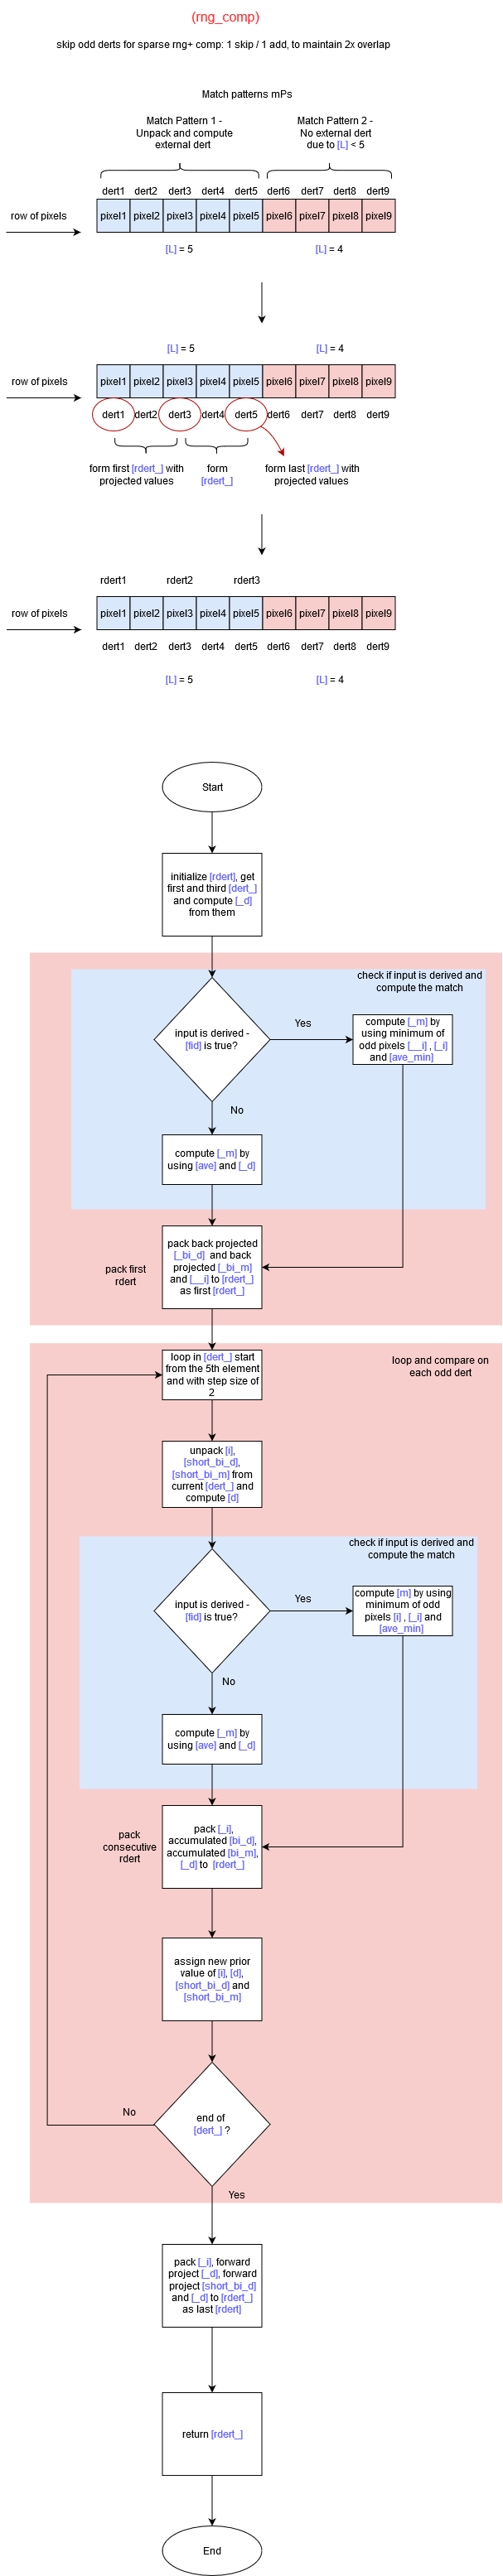 (rng_comp)
skip odd derts for sparse rng+ comp: 1 skip / 1 add, to maintain 2x overlap
Match patterns mPs
Match Pattern 1 -
Unpack and compute
external dert
Match Pattern 2 -
No external dert
due to [L] < 5
dert1 dert2 dert3 dert4 dert5 dert6 dert7 dert8 dert9
row of pixels
pixel1 pixel2 pixel3 pixel4 pixel5 pixel6 pixel7 pixel8 pixel9
[L] = 5 [L] = 4
[L] = 5 [L] = 4
row of pixels
pixel1 pixel2 pixel3 pixel4 pixel5 pixel6 pixel7 pixel8 pixel9
dert1 dert2 dert3 dert4 dert5 dert6 dert7 dert8 dert9
form first [rdert_] with
projected values
form
[rdert_]
form last [rdert_] with
projected values
rdert1 rdert2 rdert3
row of pixels
pixel1 pixel2 pixel3 pixel4 pixel5 pixel6 pixel7 pixel8 pixel9
dert1 dert2 dert3 dert4 dert5 dert6 dert7 dert8 dert9
[L] = 5 [L] = 4
Start
initialize [rdert], get
first and third [dert_]
and compute [_d]
from them
check if input is derived and
compute the match
input is derived -
[fid] is true?
Yes
compute [_m] by
using minimum of
odd pixels [__i] , [_i]
and [ave_min]
No
compute [_m] by
using [ave] and [_d]
pack first
rdert
pack back projected
[_bi_d] and back
projected [_bi_m]
and [__i] to [rdert_]
as first [rdert_]
loop and compare on
each odd dert
loop in [dert_] start
from the 5th element
and with step size of
2
unpack [i],
[short_bi_d],
[short_bi_m] from
current [dert_] and
compute [d]
check if input is derived and
compute the match
input is derived -
[fid] is true?
Yes
compute [m] by using
minimum of odd
pixels [i] , [_i] and
[ave_min]
No
compute [_m] by
using [ave] and [_d]
pack
consecutive
rdert
pack [_i],
accumulated [bi_d],
accumulated [bi_m],
[_d] to [rdert_]
assign new prior
value of [i], [d],
[short_bi_d] and
[short_bi_m]
No
end of
[dert_] ?
Yes
pack [_i], forward
project [_d], forward
project [short_bi_d]
and [_d] to [rdert_]
as last [rdert]
return [rdert_]
End